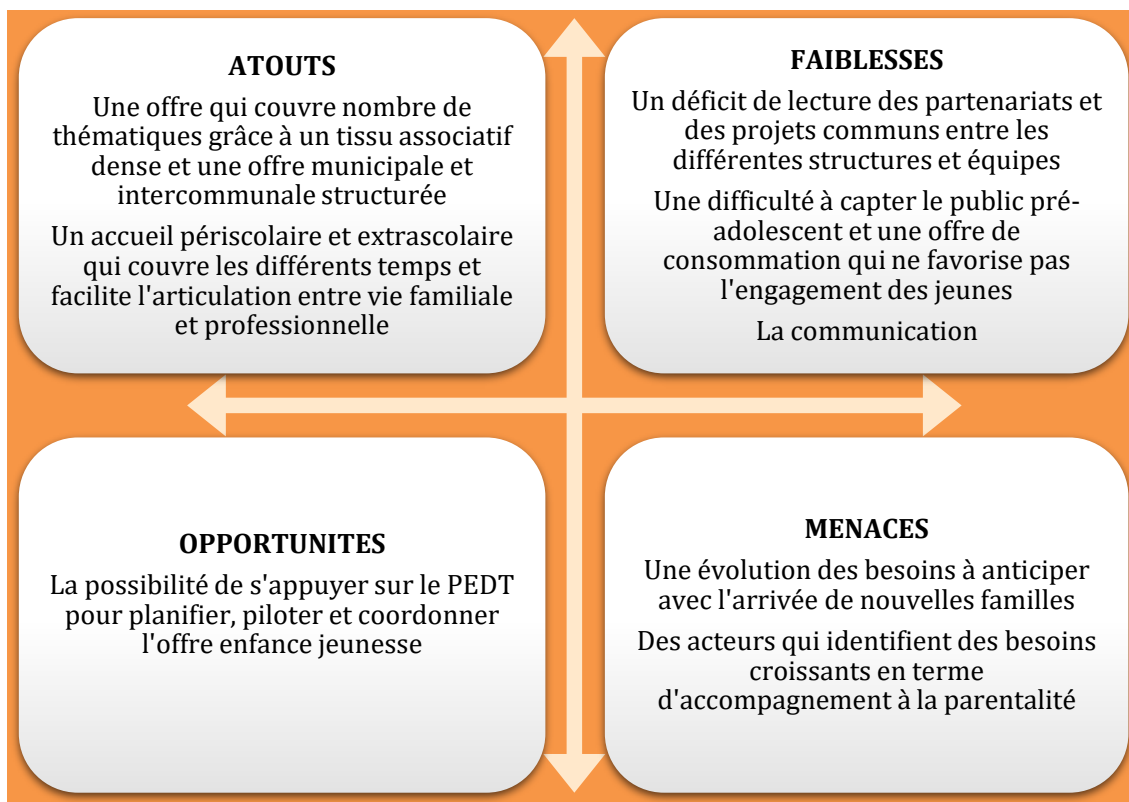 ATOUTS
Une offre qui couvre nombre de
thématiques grâce à un tissu associatif
dense et une offre municipale et
intercommunale structurée
Un accueil périscolaire et extrascolaire
qui couvre les différents temps et
facilite l'articulation entre vie familiale
et professionnelle
FAIBLESSES
Un déficit de lecture des partenariats et
des projets communs entre les
différentes structures et équipes
Une difficulté à capter le public pré-
adolescent et une offre de
consommation qui ne favorise pas
l'engagement des jeunes
La communication
OPPORTUNITES
La possibilité de s'appuyer sur le PEDT
pour planifier, piloter et coordonner
l'offre enfance jeunesse
MENACES
Une évolution des besoins à anticiper
avec l'arrivée de nouvelles familles
Des acteurs qui identifient des besoins
croissants en terme
d'accompagnement à la parentalité